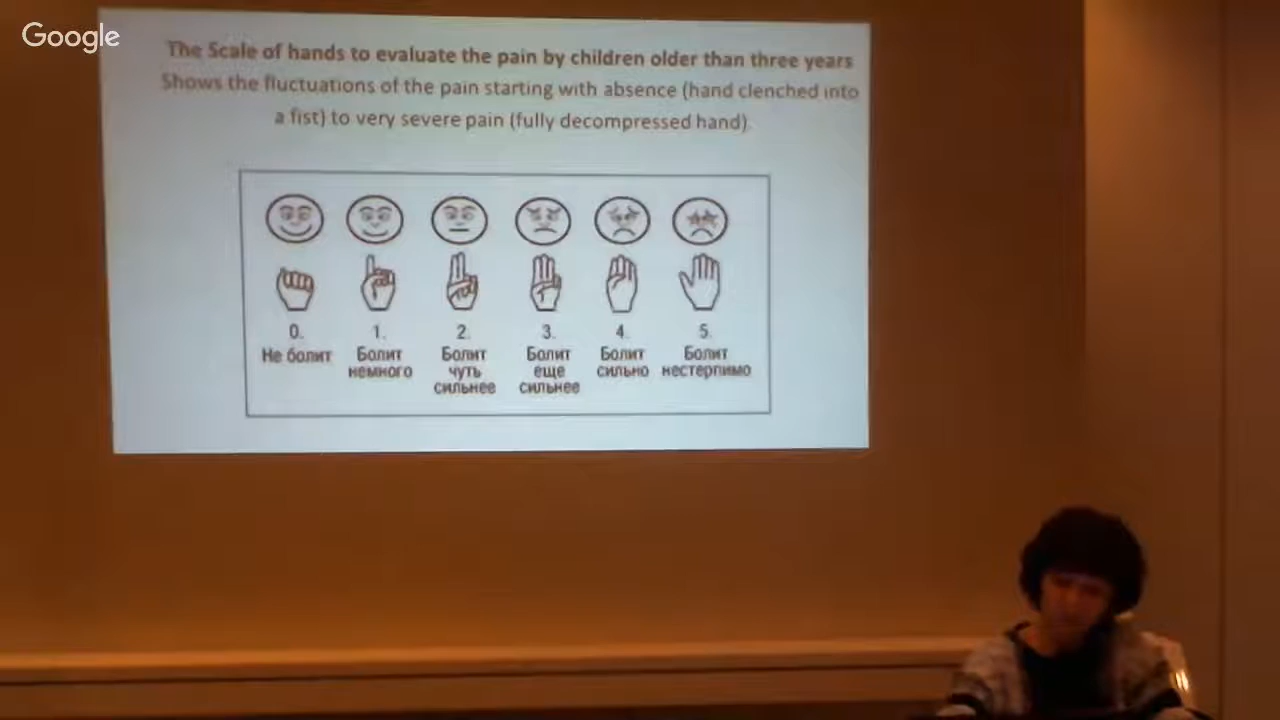 Google
The Scale of hands to evaluate the pain by children older than three years
Shows the fluctuations of the pain starting with absence (hand clenched into
a fist) to very severe pain (fully decompressed hand).
0. 1. 2. 3. 4. 5.
Не болит
Болит
немного
Болит
чуть
сильнее
Болит
еще
сильнее
Болит
сильно
Болит
нестерпимо